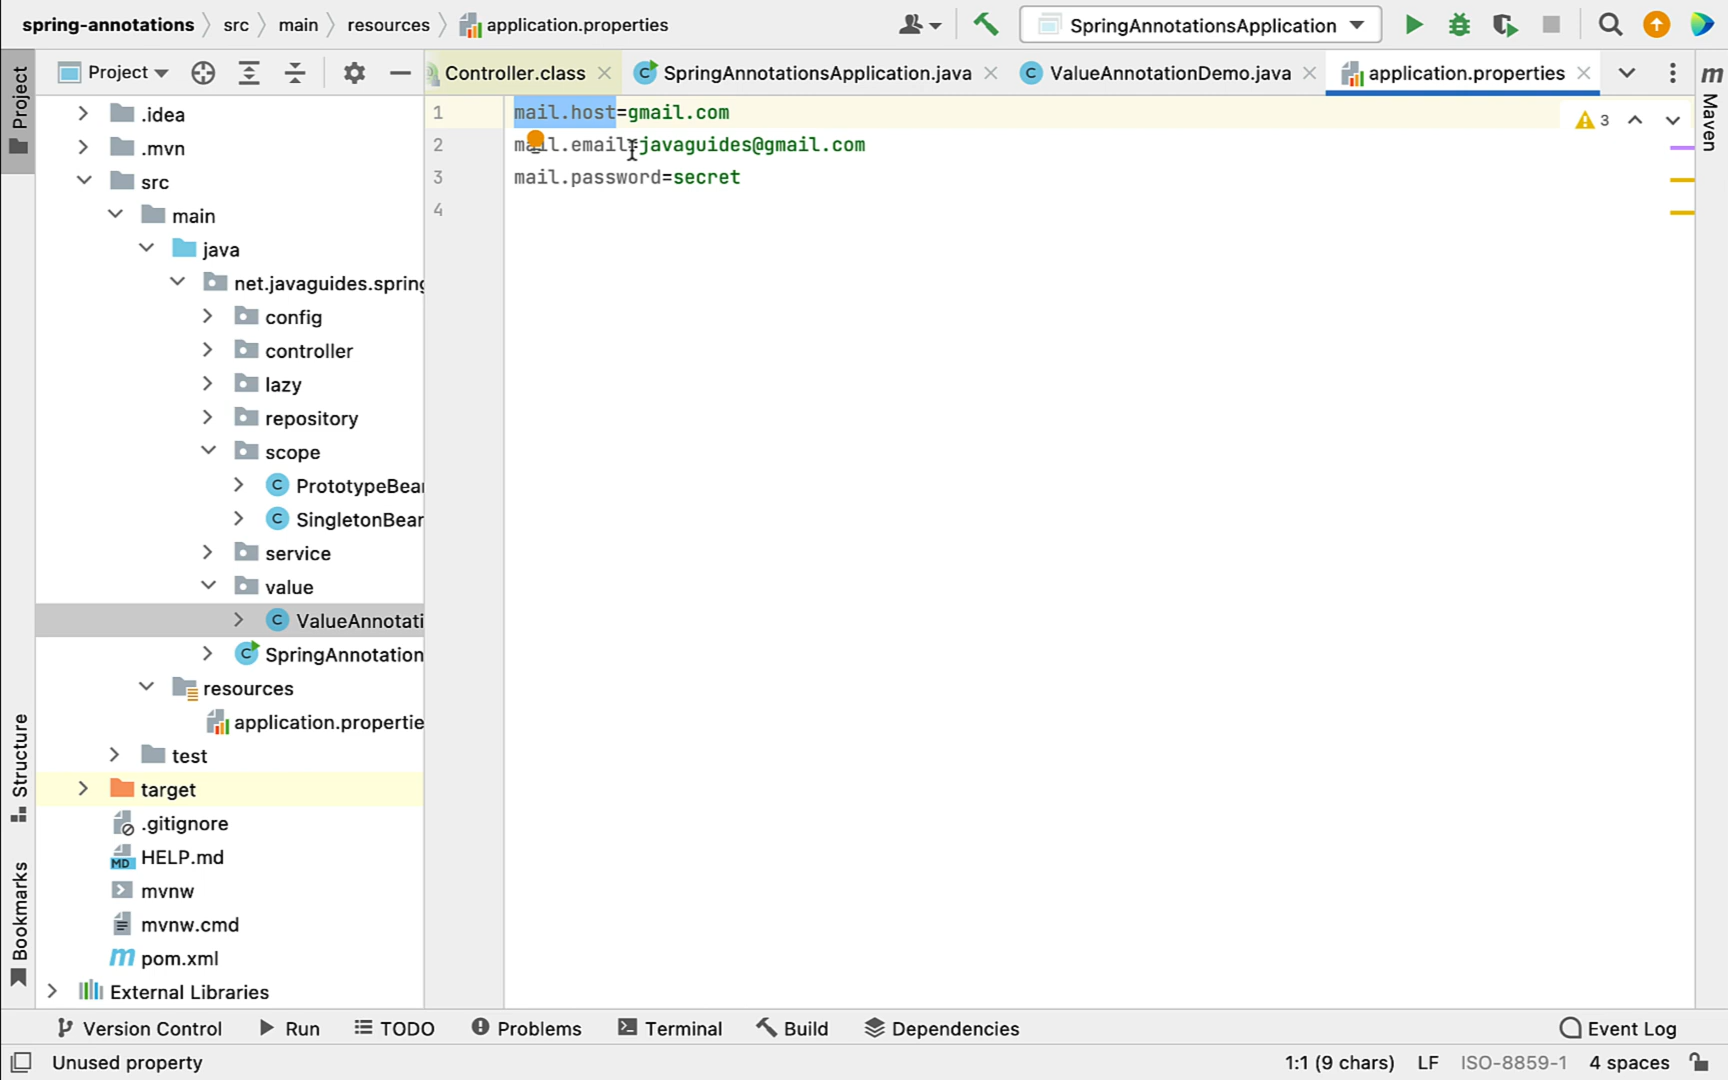 spring-annotations src main resources application.properties SpringAnnotationsApplication
Project Project Controller.class SpringAnnotationsApplication.java ValueAnnotationDemo.java application.properties m Maven
.idea
.mvn
src
main
java
net.javaguides.spring
config
controller
lazy
repository
scope
C PrototypeBean
C SingletonBean
service
value
C ValueAnnotati
C SpringAnnotation
resources
application.propertie
test
target
.gitignore
MD HELP.md
mvnw
mvnw.cmd
m pom.xml
External Libraries
Structure
Bookmarks
1 mail.host=gmail.com
2 mail.email=javaguides@gmail.com
3 mail.password=secret
4
3
Version Control Run TODO Problems Terminal Build Dependencies Event Log
Unused property 1:1 (9 chars) LF ISO-8859-1 4 spaces